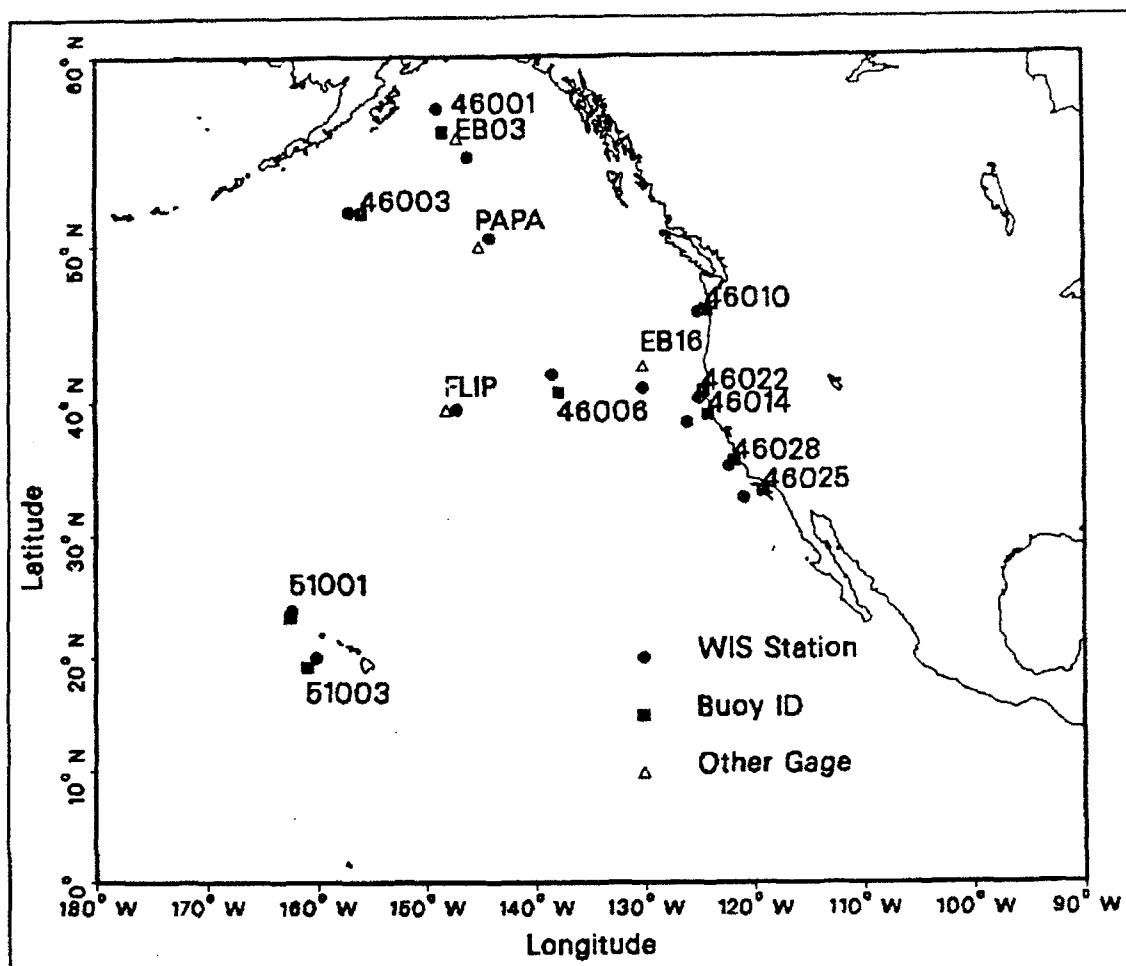 60° N
50° N
40° N
30° N
20° N
10° N
0°
Latitude
46001
EB03
46003
PAPA
46010
EB16
46022
FLIP
46006
46014
46028
46025
51001
51003
WIS Station
Buoy ID
Other Gage
180° W
170° W
160° W
150° W
140° W
130° W
120° W
110° W
100° W
90° W
Longitude